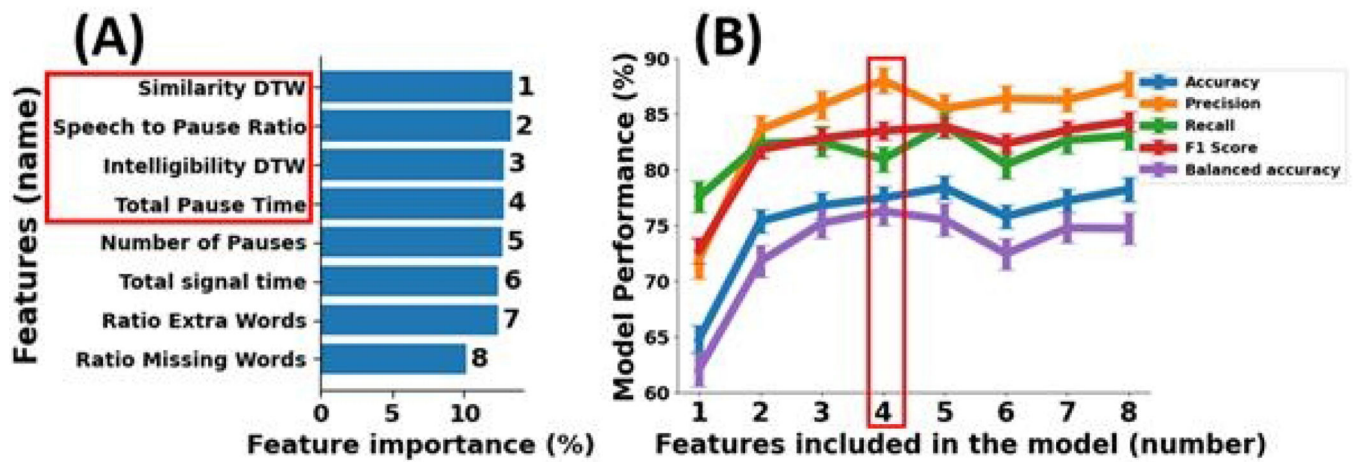 (A)
Features (name)
Similarity DTW 1
Speech to Pause Ratio 2
Intelligibility DTW 3
Total Pause Time 4
Number of Pauses 5
Total signal time 6
Ratio Extra Words 7
Ratio Missing Words 8
0 5 10
Feature importance (%)
(B)
Model Performance (%)
90
85
80
75
70
65
60
Accuracy
Precision
Recall
F1 Score
Balanced accuracy
1 2 3 4 5 6 7 8
Features included in the model (number)